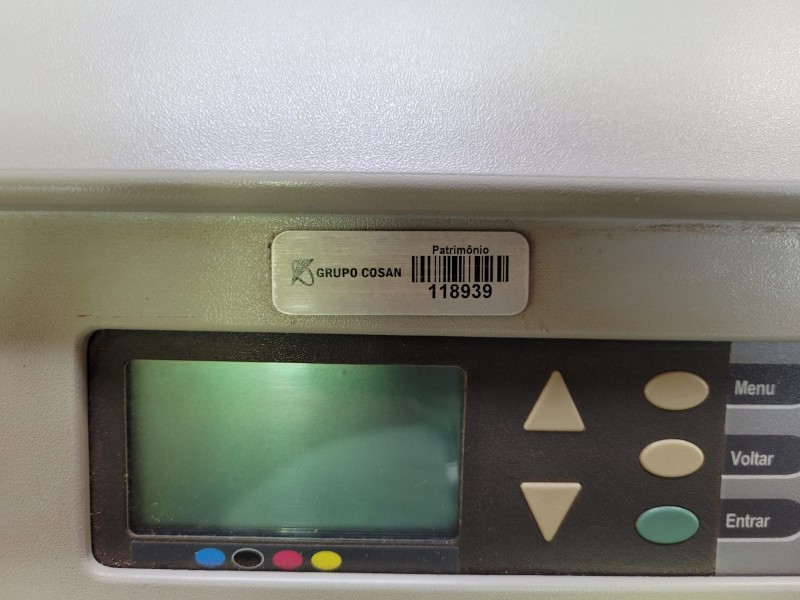 Patrimônio
GRUPO COSAN
118939
Menu
Voltar
Entrar